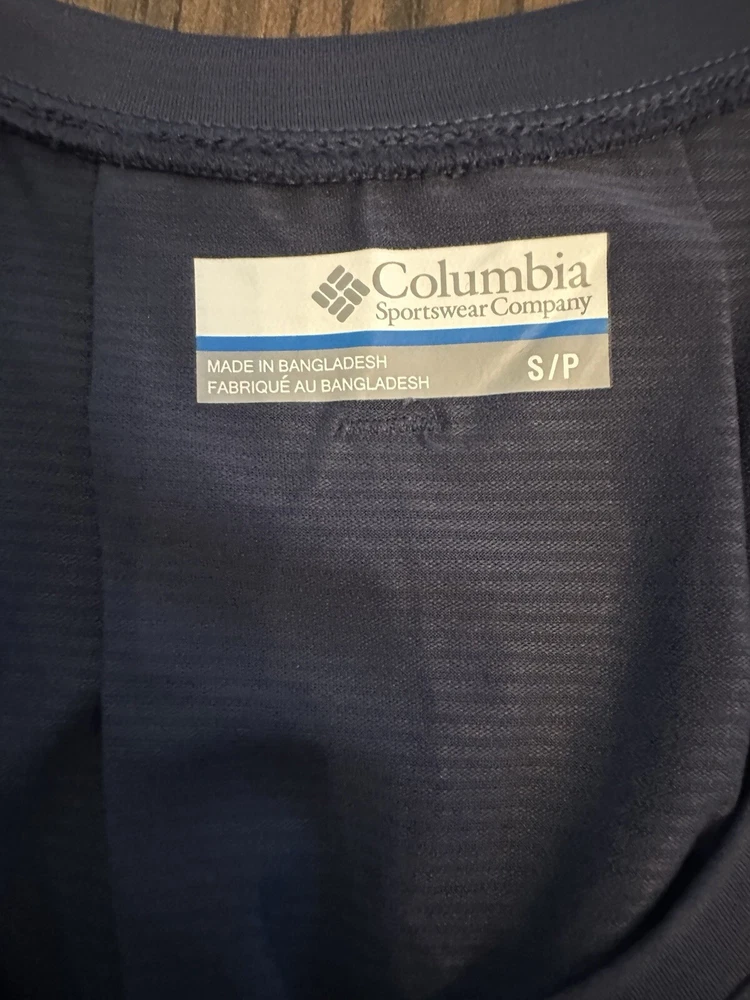 Columbia
Sportswear Company
MADE IN BANGLADESH
FABRIQUÉ AU BANGLADESH
S/P